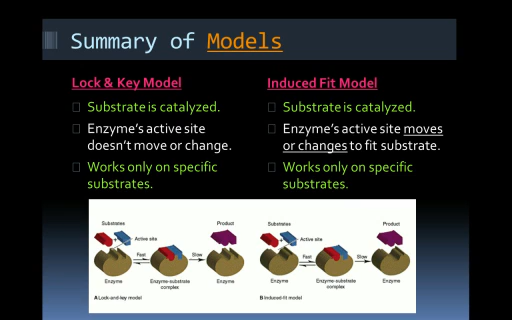 Summary of Models
Lock & Key Model
Substrate is catalyzed.
Enzyme's active site
doesn't move or change.
Works only on specific
substrates.
Induced Fit Model
Substrate is catalyzed.
Enzyme's active site moves
or changes to fit substrate.
Works only on specific
substrates.
Substrates
Product
Active site
Fast
Slow
Enzyme
Enzyme-substrate
complex
Enzyme
A Lock-and-key model
Substrates
Product
Active site
Fast
Slow
Enzyme
Enzyme-substrate
complex
Enzyme
B Induced-fit model